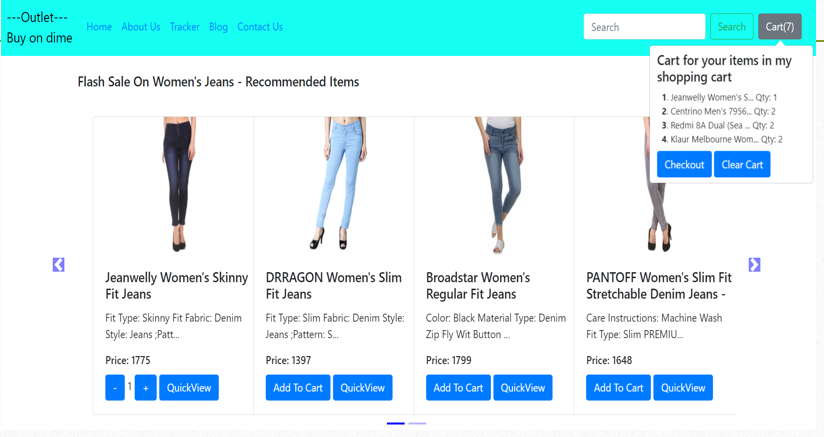 ---Outlet---
Buy on dime
Home About Us Tracker Blog Contact Us
Search Search Cart(7)
Cart for your items in my
shopping cart
1. Jeanwelly Women's S... Qty: 1
2. Centrino Men's 7956... Qty: 2
3. Redmi 8A Dual (Sea ... Qty: 2
4. Klaur Melbourne Wom... Qty: 2
Checkout Clear Cart
Flash Sale On Women's Jeans - Recommended Items
Jeanwelly Women's Skinny
Fit Jeans
Fit Type: Skinny Fit Fabric: Denim
Style: Jeans ;Patt...
Price: 1775
- 1 + QuickView
DRRAGON Women's Slim
Fit Jeans
Fit Type: Slim Fabric: Denim Style:
Jeans ;Pattern: S...
Price: 1397
Add To Cart QuickView
Broadstar Women's
Regular Fit Jeans
Color: Black Material Type: Denim
Zip Fly Wit Button ...
Price: 1799
Add To Cart QuickView
PANTOFF Women's Slim Fit
Stretchable Denim Jeans -
Care Instructions: Machine Wash
Fit Type: Slim PREMIU...
Price: 1648
Add To Cart QuickView